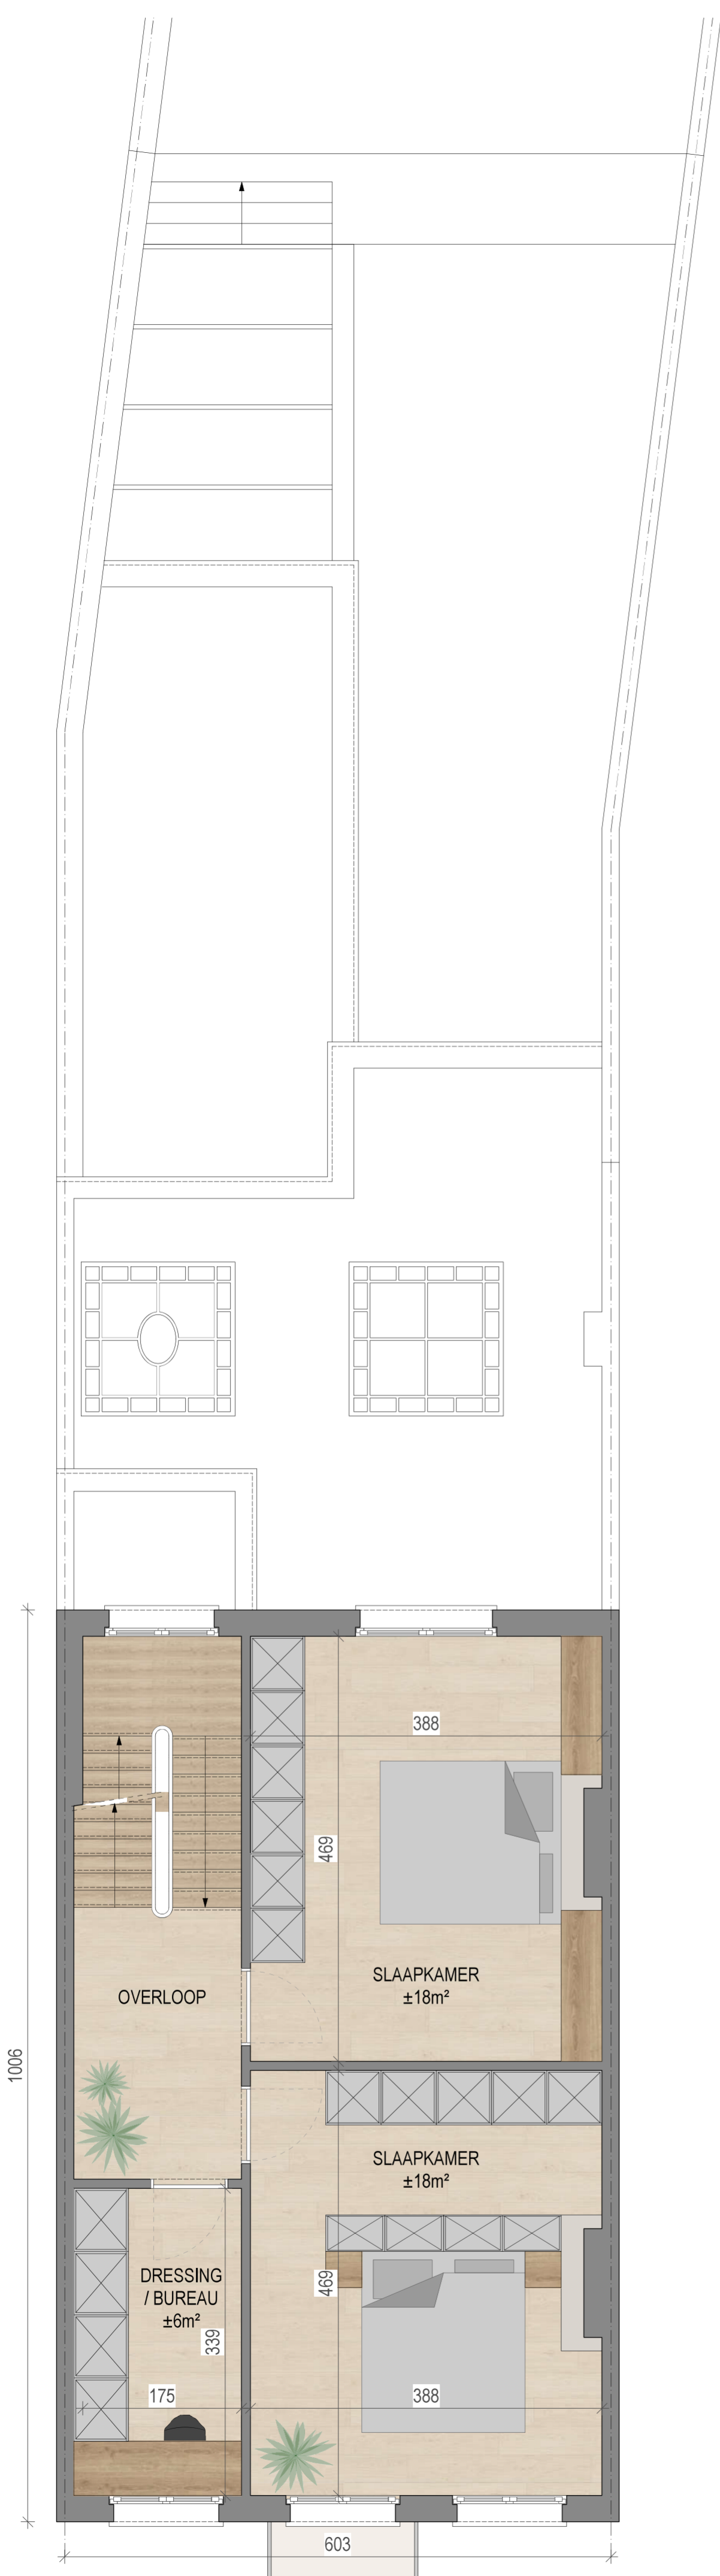 388
469
SLAAPKAMER
±18m²
OVERLOOP
1006
SLAAPKAMER
±18m²
DRESSING
/ BUREAU
±6m²
469
339
175
388
603